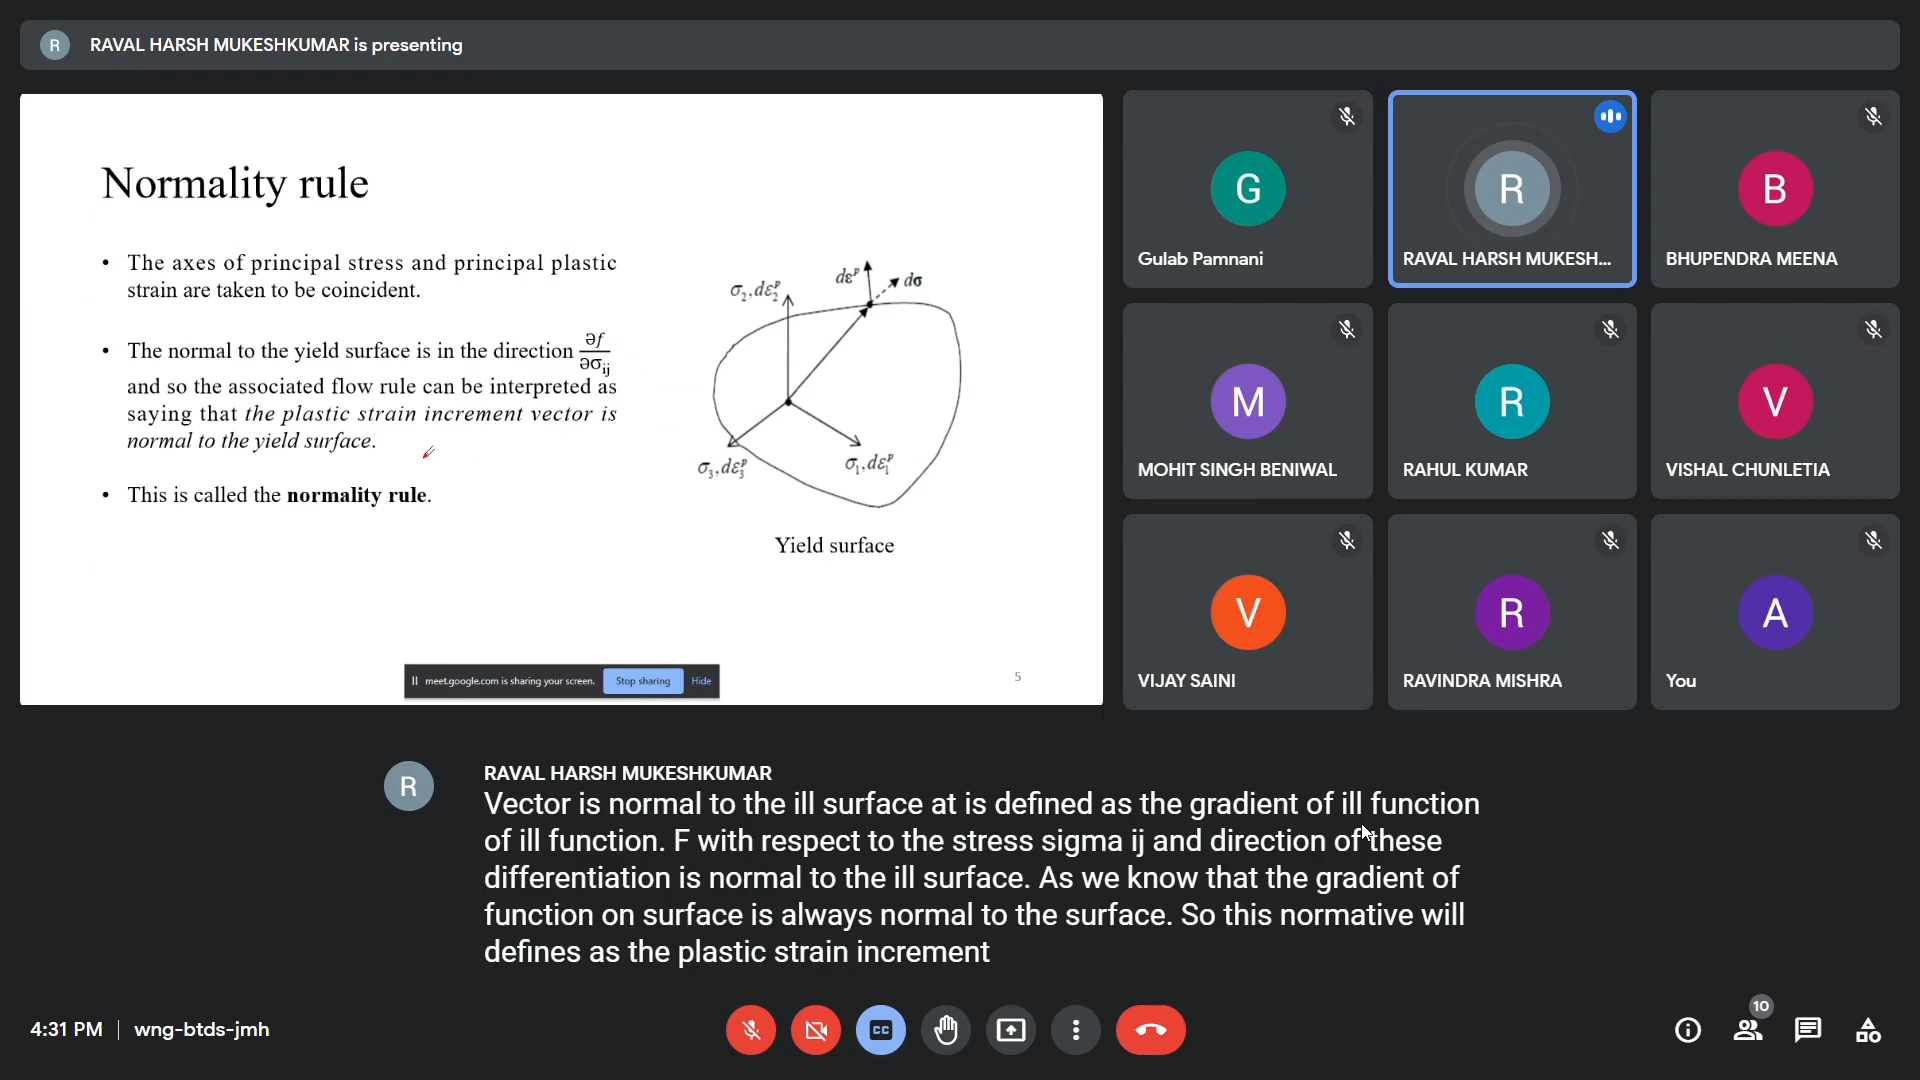 R RAVAL HARSH MUKESHKUMAR is presenting
Normality rule
• The axes of principal stress and principal plastic
strain are taken to be coincident.
• The normal to the yield surface is in the direction ∂f/∂σij
and so the associated flow rule can be interpreted as
saying that the plastic strain increment vector is
normal to the yield surface.
• This is called the normality rule.
σ2, dε2^p
dε^p
dσ
σ3, dε3^p
σ1, dε1^p
Yield surface
meet.google.com is sharing your screen. Stop sharing Hide
5
G
Gulab Pamnani
R
RAVAL HARSH MUKESH...
B
BHUPENDRA MEENA
M
MOHIT SINGH BENIWAL
R
RAHUL KUMAR
V
VISHAL CHUNLETIA
V
VIJAY SAINI
R
RAVINDRA MISHRA
A
You
R
RAVAL HARSH MUKESHKUMAR
Vector is normal to the ill surface at is defined as the gradient of ill function
of ill function. F with respect to the stress sigma ij and direction of these
differentiation is normal to the ill surface. As we know that the gradient of
function on surface is always normal to the surface. So this normative will
defines as the plastic strain increment
4:31 PM | wng-btds-jmh
CC
10